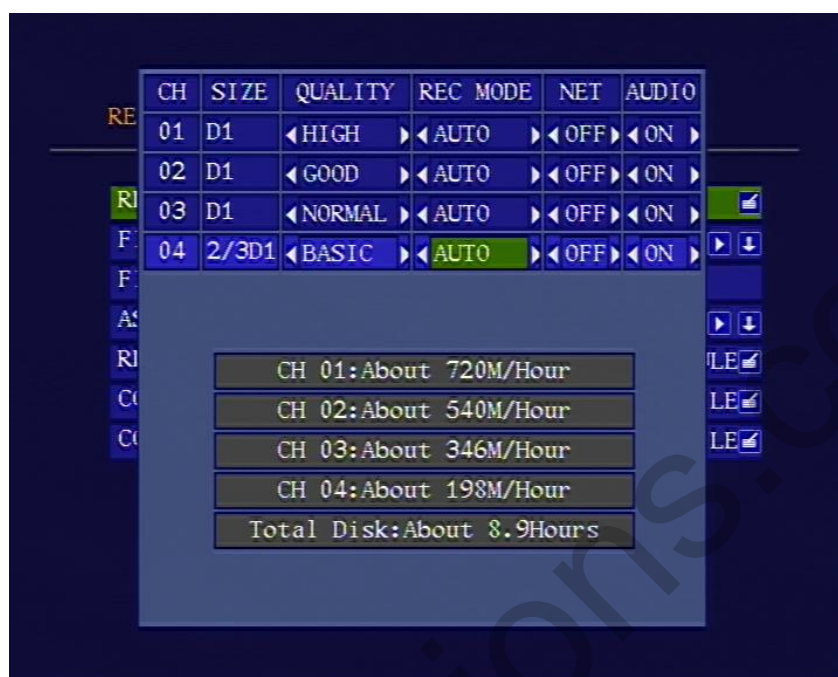 CH SIZE QUALITY REC MODE NET AUDIO
RE
01 D1 HIGH AUTO OFF ON
02 D1 GOOD AUTO OFF ON
03 D1 NORMAL AUTO OFF ON
04 2/3D1 BASIC AUTO OFF ON
CH 01:About 720M/Hour
CH 02:About 540M/Hour
CH 03:About 346M/Hour
CH 04:About 198M/Hour
Total Disk:About 8.9Hours